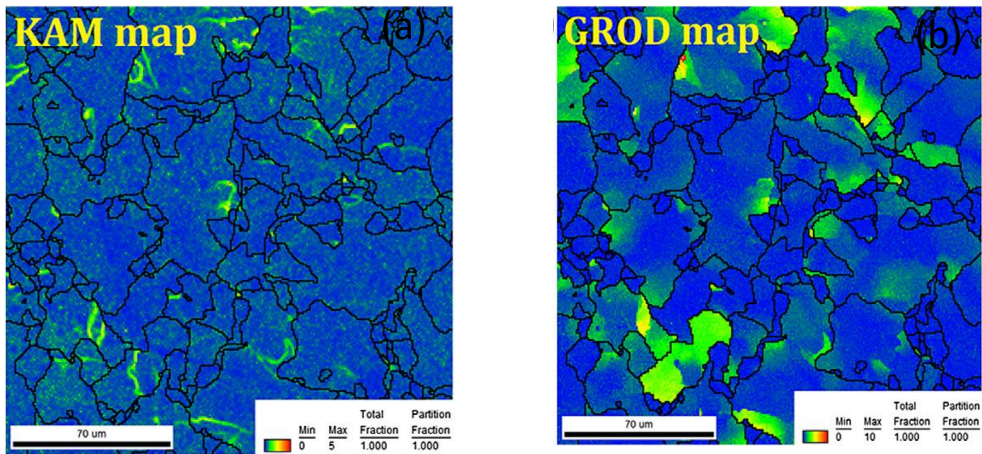 KAM map (a)
70 um
Total Partition
Min Max Fraction Fraction
0 5 1.000 1.000
GROD map (b)
70 um
Total Partition
Min Max Fraction Fraction
0 10 1.000 1.000